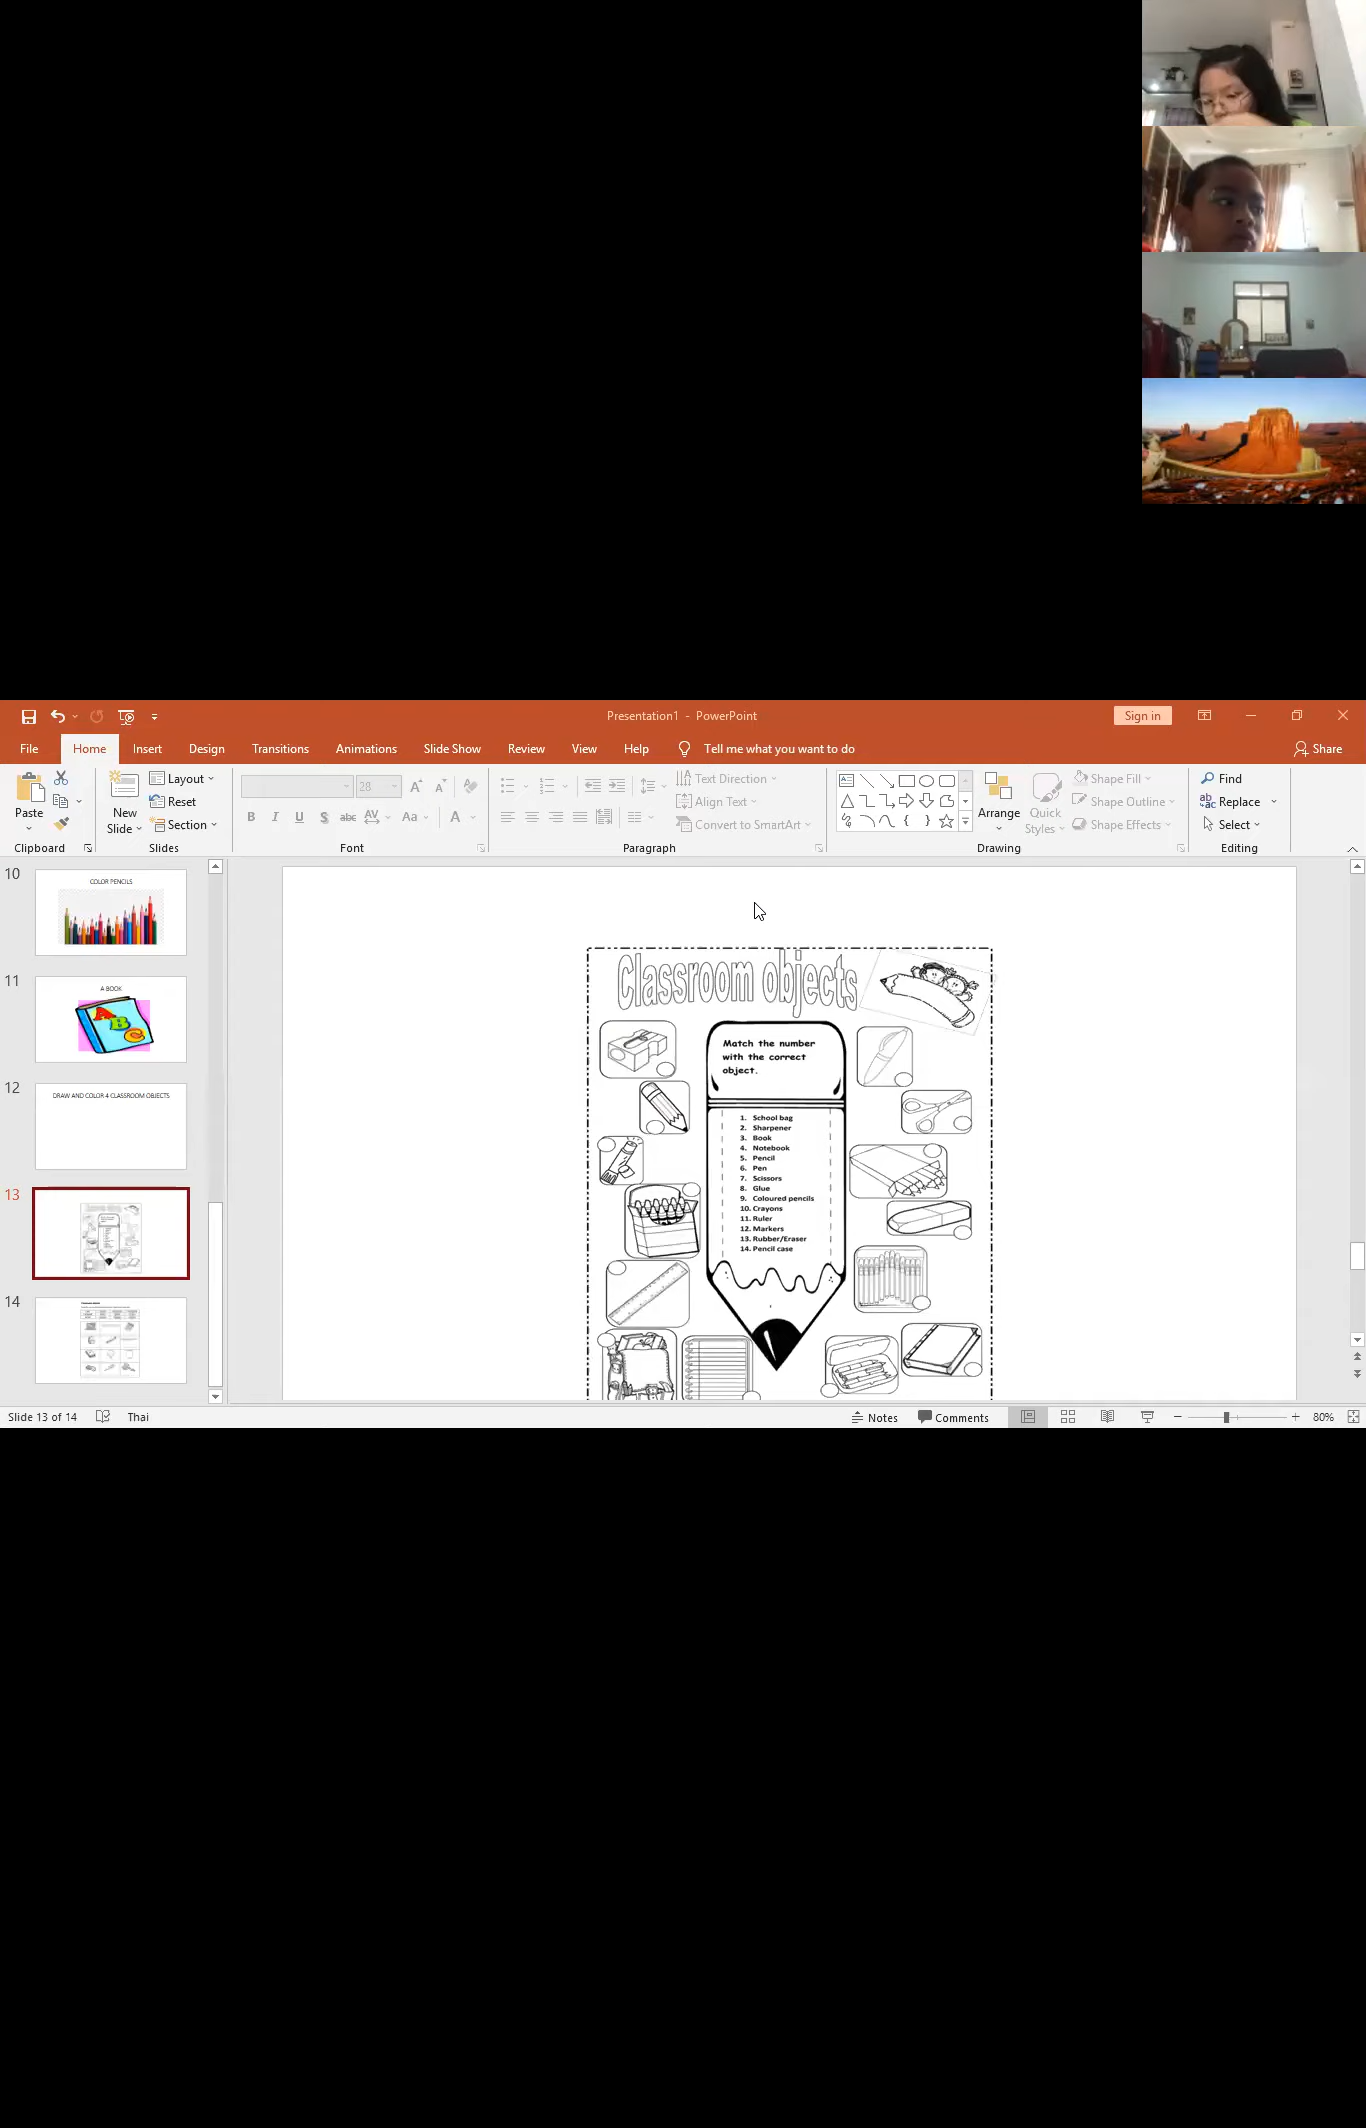 Presentation1 - PowerPoint
Sign in
File
Home
Insert
Design
Transitions
Animations
Slide Show
Review
View
Help
Tell me what you want to do
Share
Paste
Clipboard
New
Slide
Layout
Reset
Section
Slides
28
B
I
U
S
abc
AV
Aa
A
Font
Text Direction
Align Text
Convert to SmartArt
Paragraph
Arrange
Quick
Styles
Shape Fill
Shape Outline
Shape Effects
Drawing
Find
Replace
Select
Editing
10
COLOR PENCILS
11
A BOOK
A
B
C
12
DRAW AND COLOR 4 CLASSROOM OBJECTS
13
14
Classroom objects
Match the number
with the correct
object.
1. School bag
2. Sharpener
3. Book
4. Notebook
5. Pencil
6. Pen
7. Scissors
8. Glue
9. Coloured pencils
10. Crayons
11. Ruler
12. Markers
13. Rubber/Eraser
14. Pencil case
Slide 13 of 14
Thai
Notes
Comments
80%